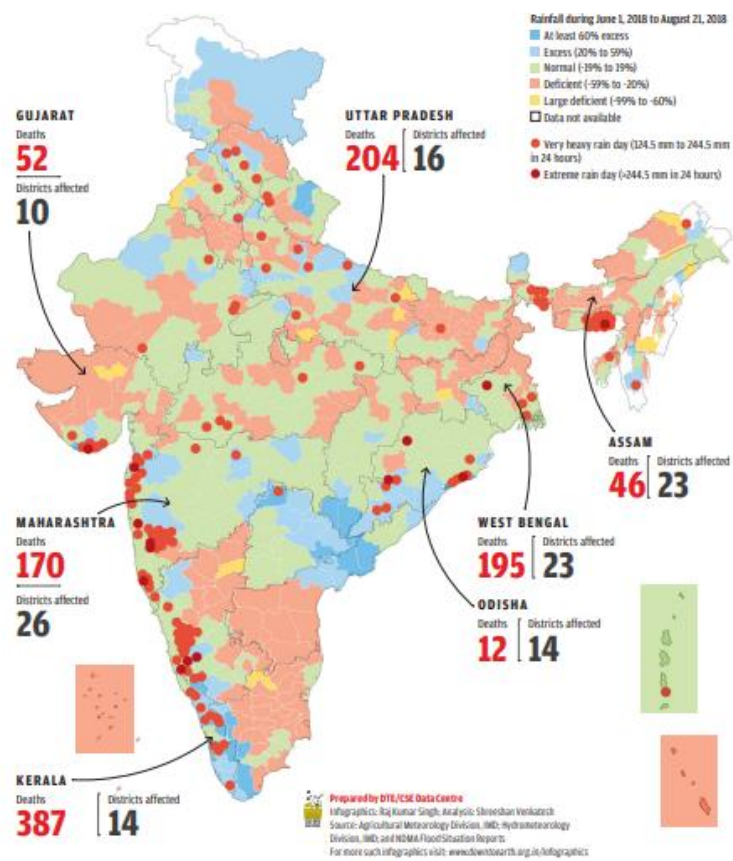 Rainfall during June 1, 2018 to August 21, 2018
At least 60% excess
Excess (20% to 59%)
Normal (-19% to 19%)
Deficient (-59% to -20%)
Large deficient (-99% to -60%)
Data not available
Very heavy rain day (124.5 mm to 244.5 mm
in 24 hours)
Extreme rain day (>244.5 mm in 24 hours)
GUJARAT
Deaths
52
Districts affected
10
UTTAR PRADESH
Deaths
204
Districts affected
16
ASSAM
Deaths
46
Districts affected
23
MAHARASHTRA
Deaths
170
Districts affected
26
WEST BENGAL
Deaths
195
Districts affected
23
ODISHA
Deaths
12
Districts affected
14
KERALA
Deaths
387
Districts affected
14
Prepared by DTE/CSE Data Centre
Infographics: Raj Kumar Singh; Analysis: Shreeshan Venkatesh
Source: Agricultural Meteorology Division, IMD; Hydrometeorology
Division, IMD; and NDMA Flood Situation Reports
For more such infographics visit: www.downtoearth.org.in/infographics